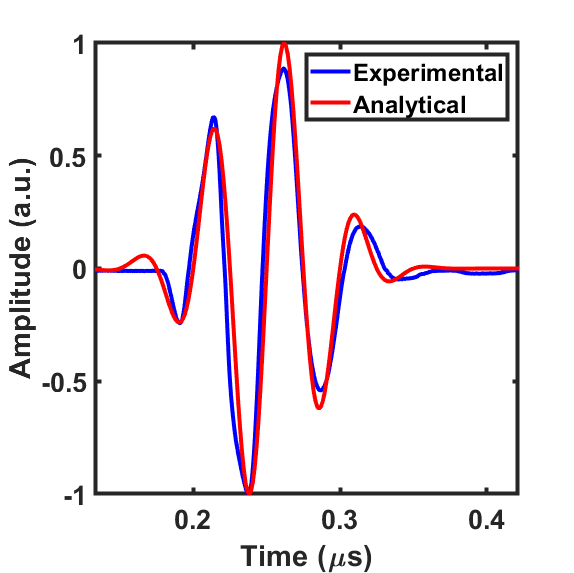 1
Experimental
Analytical
0.5
0
-0.5
-1
0.2
0.3
0.4
Amplitude (a.u.)
Time (μs)